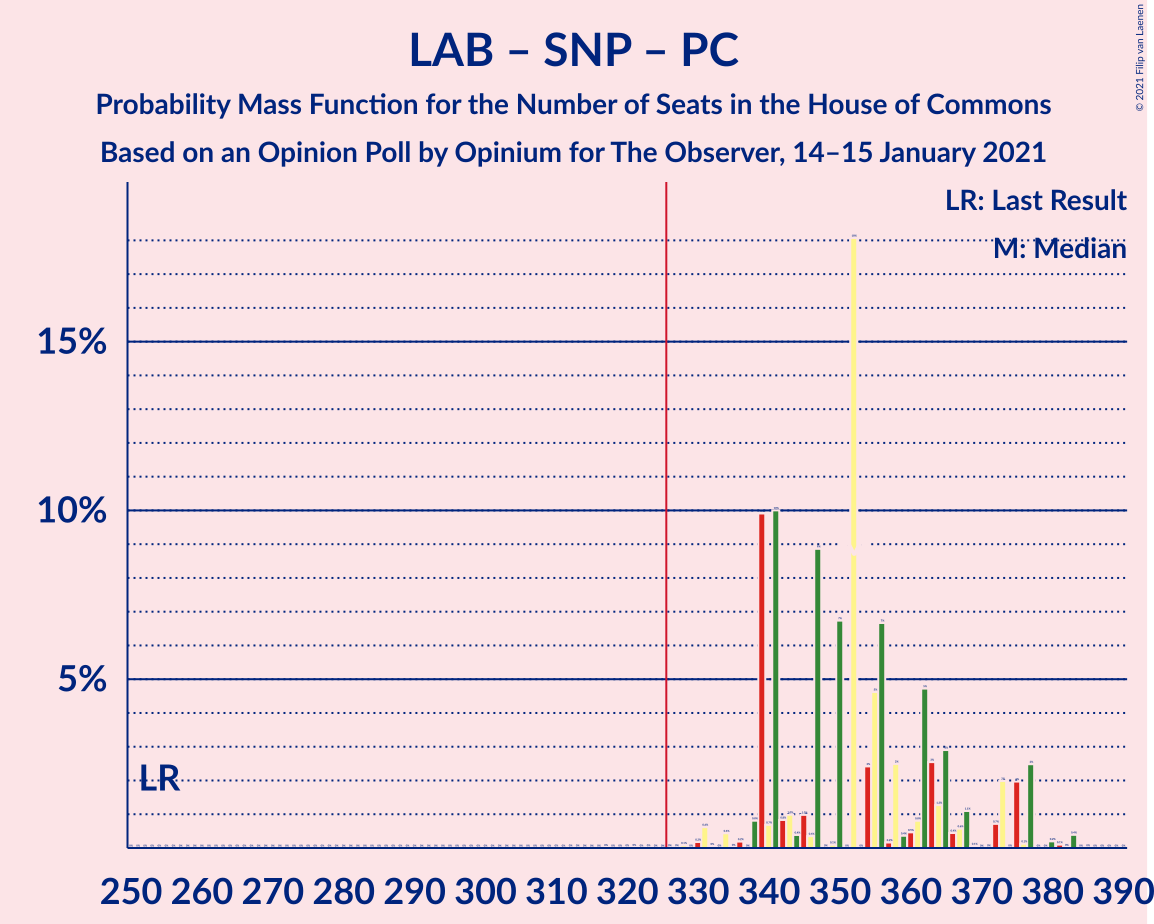 LAB – SNP – PC
Probability Mass Function for the Number of Seats in the House of Commons
Based on an Opinion Poll by Opinium for The Observer, 14–15 January 2021
© 2021 Filip van Laenen
LR: Last Result
M: Median
15%
10%
5%
LR
250 260 270 280 290 300 310 320 330 340 350 360 370 380 390